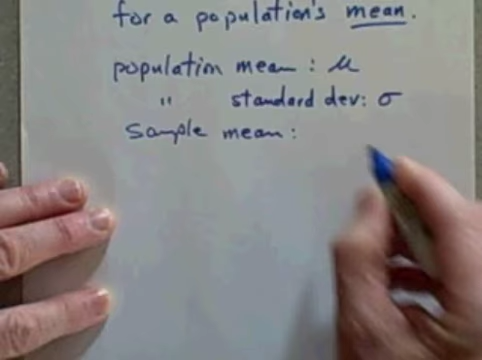 for a population's mean.
population mean : μ
" standard dev: σ
Sample mean: